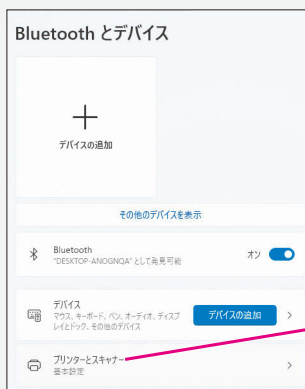 Bluetooth とデバイス
デバイスの追加
その他のデバイスを表示
Bluetooth
"DESKTOP-ANOGNQA" として発見可能
オン
デバイス
マウス、キーボード、ペン、オーディオ、ディスプ
レイとドック、その他のデバイス
デバイスの追加
プリンターとスキャナー
基本設定